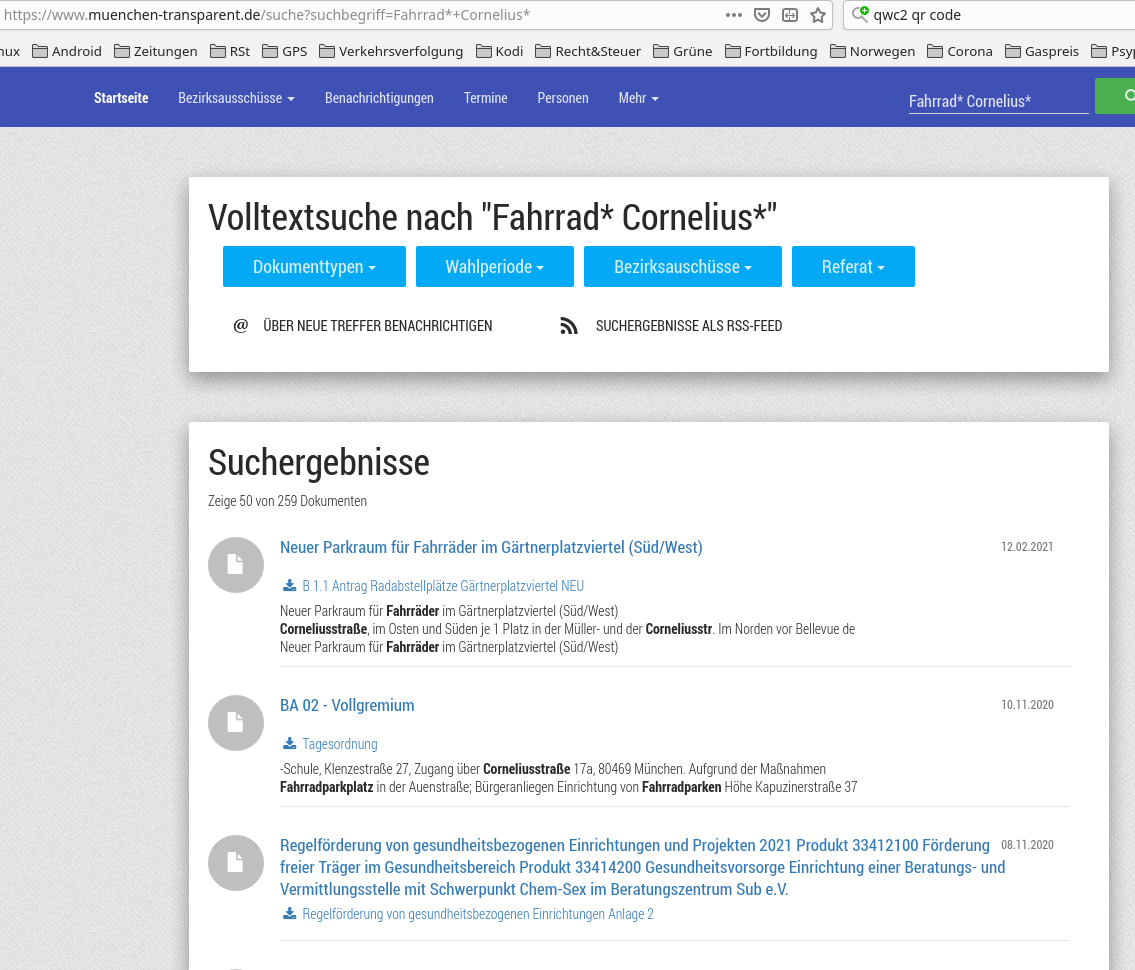 https://www.muenchen-transparent.de/suche?suchbegriff=Fahrrad*+Cornelius*
qwc2 qr code
nux Android Zeitungen RSt GPS Verkehrsverfolgung Kodi Recht&Steuer Grüne Fortbildung Norwegen Corona Gaspreis Psyp
Startseite Bezirksausschüsse Benachrichtigungen Termine Personen Mehr Fahrrad* Cornelius*
Volltextsuche nach "Fahrrad* Cornelius*"
Dokumenttypen Wahlperiode Bezirksauschüsse Referat
@ ÜBER NEUE TREFFER BENACHRICHTIGEN SUCHERGEBNISSE ALS RSS-FEED
Suchergebnisse
Zeige 50 von 259 Dokumenten
Neuer Parkraum für Fahrräder im Gärtnerplatzviertel (Süd/West) 12.02.2021
B 1.1 Antrag Radabstellplätze Gärtnerplatzviertel NEU
Neuer Parkraum für Fahrräder im Gärtnerplatzviertel (Süd/West)
Corneliusstraße, im Osten und Süden je 1 Platz in der Müller- und der Corneliusstr. Im Norden vor Bellevue de
Neuer Parkraum für Fahrräder im Gärtnerplatzviertel (Süd/West)
BA 02 - Vollgremium 10.11.2020
Tagesordnung
-Schule, Klenzestraße 27, Zugang über Corneliusstraße 17a, 80469 München. Aufgrund der Maßnahmen
Fahrradparkplatz in der Auenstraße; Bürgeranliegen Einrichtung von Fahrradparken Höhe Kapuzinerstraße 37
Regelförderung von gesundheitsbezogenen Einrichtungen und Projekten 2021 Produkt 33412100 Förderung 08.11.2020
freier Träger im Gesundheitsbereich Produkt 33414200 Gesundheitsvorsorge Einrichtung einer Beratungs- und
Vermittlungsstelle mit Schwerpunkt Chem-Sex im Beratungszentrum Sub e.V.
Regelförderung von gesundheitsbezogenen Einrichtungen Anlage 2